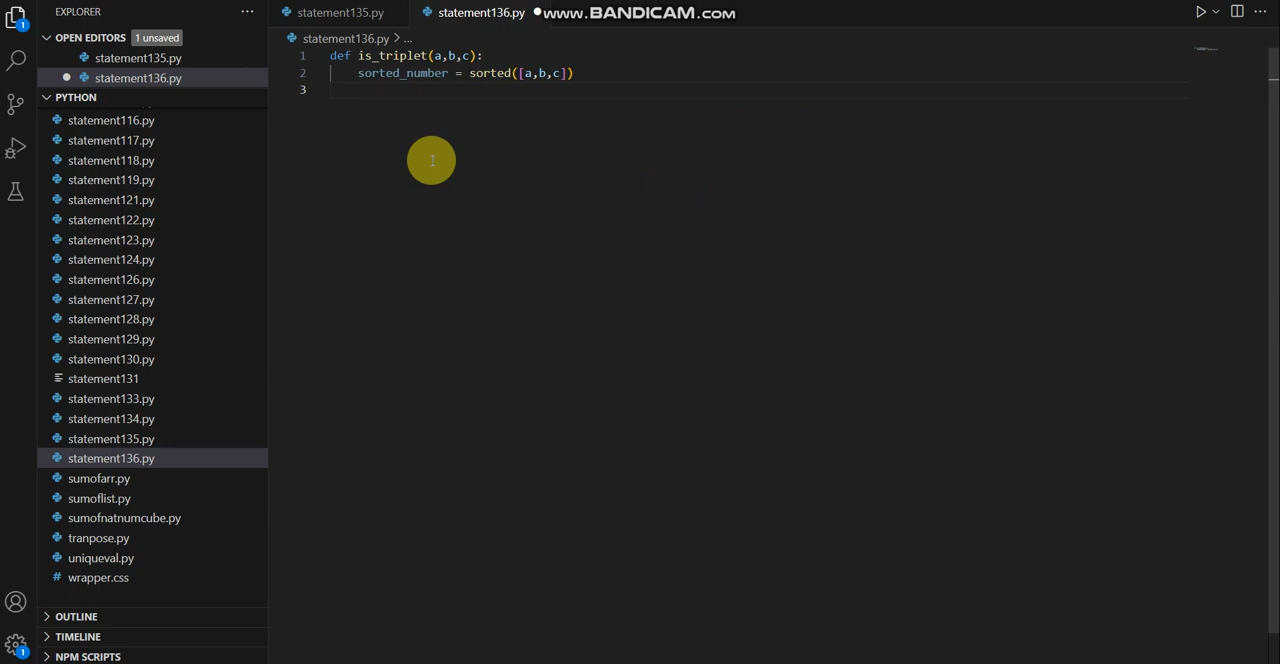 EXPLORER
OPEN EDITORS 1 unsaved
statement135.py
statement136.py
PYTHON
statement116.py
statement117.py
statement118.py
statement119.py
statement121.py
statement122.py
statement123.py
statement124.py
statement126.py
statement127.py
statement128.py
statement129.py
statement130.py
statement131
statement133.py
statement134.py
statement135.py
statement136.py
sumofarr.py
sumoflist.py
sumofnatnumcube.py
tranpose.py
uniqueval.py
# wrapper.css
OUTLINE
TIMELINE
NPM SCRIPTS
1
1
statement135.py
statement136.py
www.BANDICAM.com
statement136.py > ...
1 def is_triplet(a,b,c):
2 sorted_number = sorted([a,b,c])
3